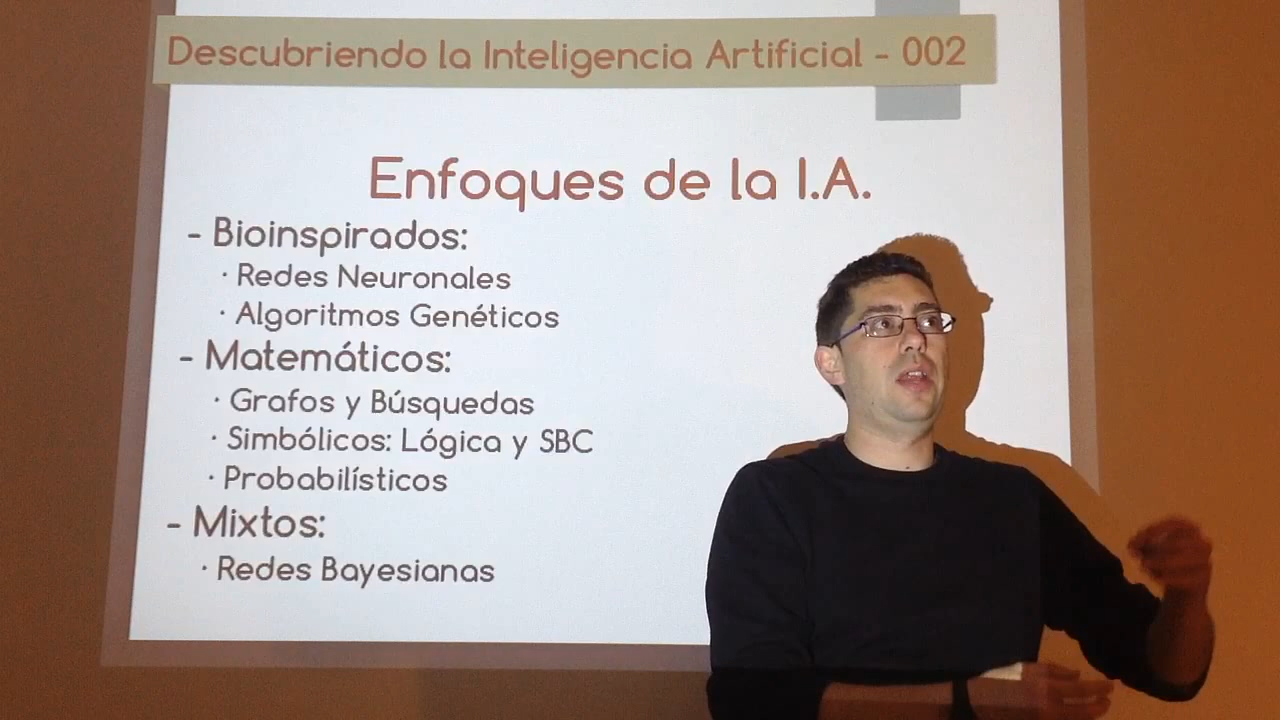 Descubriendo la Inteligencia Artificial - 002
Enfoques de la I.A.
- Bioinspirados:
· Redes Neuronales
· Algoritmos Genéticos
- Matemáticos:
· Grafos y Búsquedas
· Simbólicos: Lógica y SBC
· Probabilísticos
- Mixtos:
· Redes Bayesianas